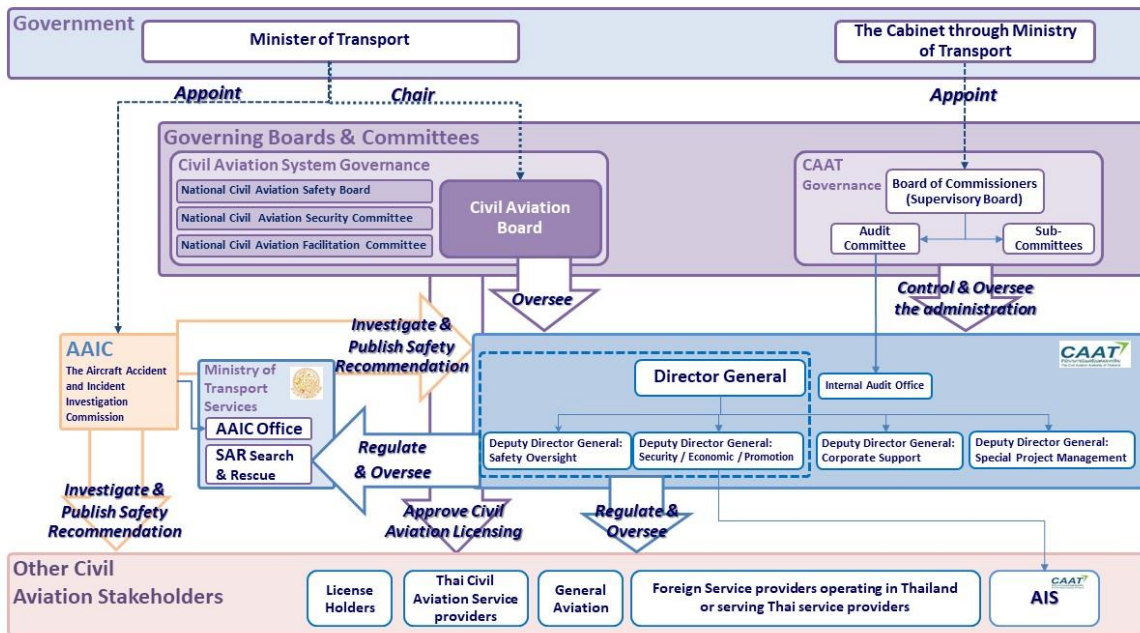 Government
Minister of Transport
The Cabinet through Ministry
of Transport
Appoint
Chair
Appoint
Governing Boards & Committees
Civil Aviation System Governance
National Civil Aviation Safety Board
National Civil Aviation Security Committee
National Civil Aviation Facilitation Committee
Civil Aviation
Board
CAAT
Governance
Board of Commissioners
(Supervisory Board)
Audit
Committee
Sub-
Committees
Oversee
Control & Oversee
the administration
Investigate &
Publish Safety
Recommendation
AAIC
The Aircraft Accident
and Incident
Investigation
Commission
Ministry of
Transport
Services
AAIC Office
SAR Search
& Rescue
Regulate
& Oversee
CAAT
Director General
Internal Audit Office
Deputy Director General:
Safety Oversight
Deputy Director General:
Security / Economic / Promotion
Deputy Director General:
Corporate Support
Deputy Director General:
Special Project Management
Investigate &
Publish Safety
Recommendation
Approve Civil
Aviation Licensing
Regulate &
Oversee
Other Civil
Aviation Stakeholders
License
Holders
Thai Civil
Aviation Service
providers
General
Aviation
Foreign Service providers operating in Thailand
or serving Thai service providers
CAAT
AIS